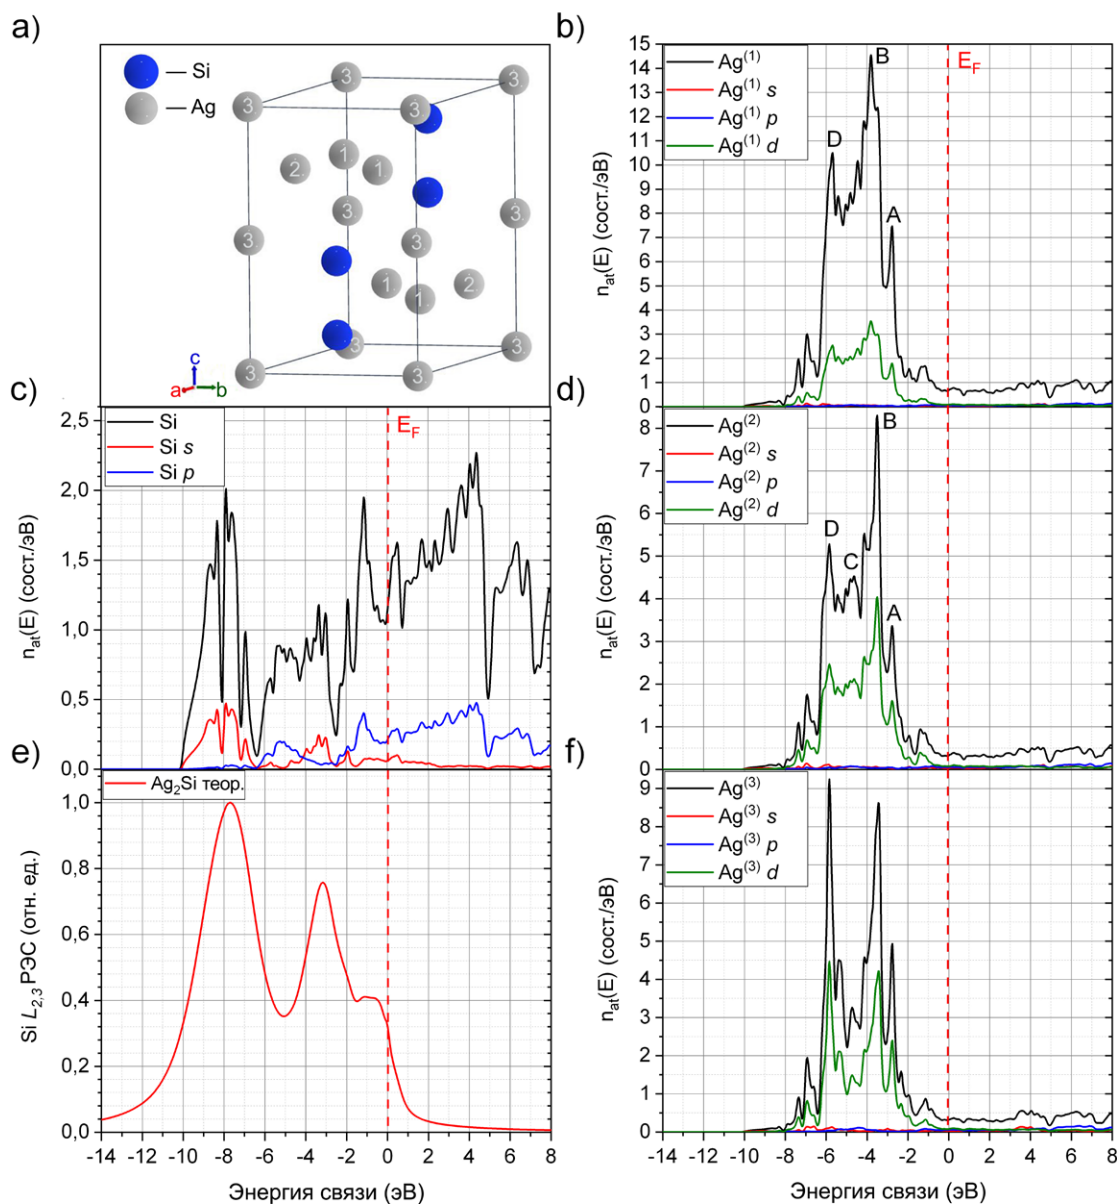 a)
— Si
— Ag
3. 3. 3. 3.
1. 2. 1.
3. 3. 3. 3.
1. 2. 1.
3. 3. 3. 3.
c
a b
b)
Ag⁽¹⁾
Ag⁽¹⁾ s
Ag⁽¹⁾ p
Ag⁽¹⁾ d
B
D
A
E_F
n_at(E) (сост./эВ)
15
14
13
12
11
10
9
8
7
6
5
4
3
2
1
0
c)
Si
Si s
Si p
E_F
n_at(E) (сост./эВ)
2.5
2.0
1.5
1.0
0.5
0.0
d)
Ag⁽²⁾
Ag⁽²⁾ s
Ag⁽²⁾ p
Ag⁽²⁾ d
B
D
C
A
n_at(E) (сост./эВ)
8
7
6
5
4
3
2
1
0
e)
Ag₂Si теор.
Si L₂,₃ РЭС (отн. ед.)
1,0
0,8
0,6
0,4
0,2
0,0
-14 -12 -10 -8 -6 -4 -2 0 2 4 6 8
Энергия связи (эВ)
f)
Ag⁽³⁾
Ag⁽³⁾ s
Ag⁽³⁾ p
Ag⁽³⁾ d
n_at(E) (сост./эВ)
9
8
7
6
5
4
3
2
1
0
-14 -12 -10 -8 -6 -4 -2 0 2 4 6 8
Энергия связи (эВ)